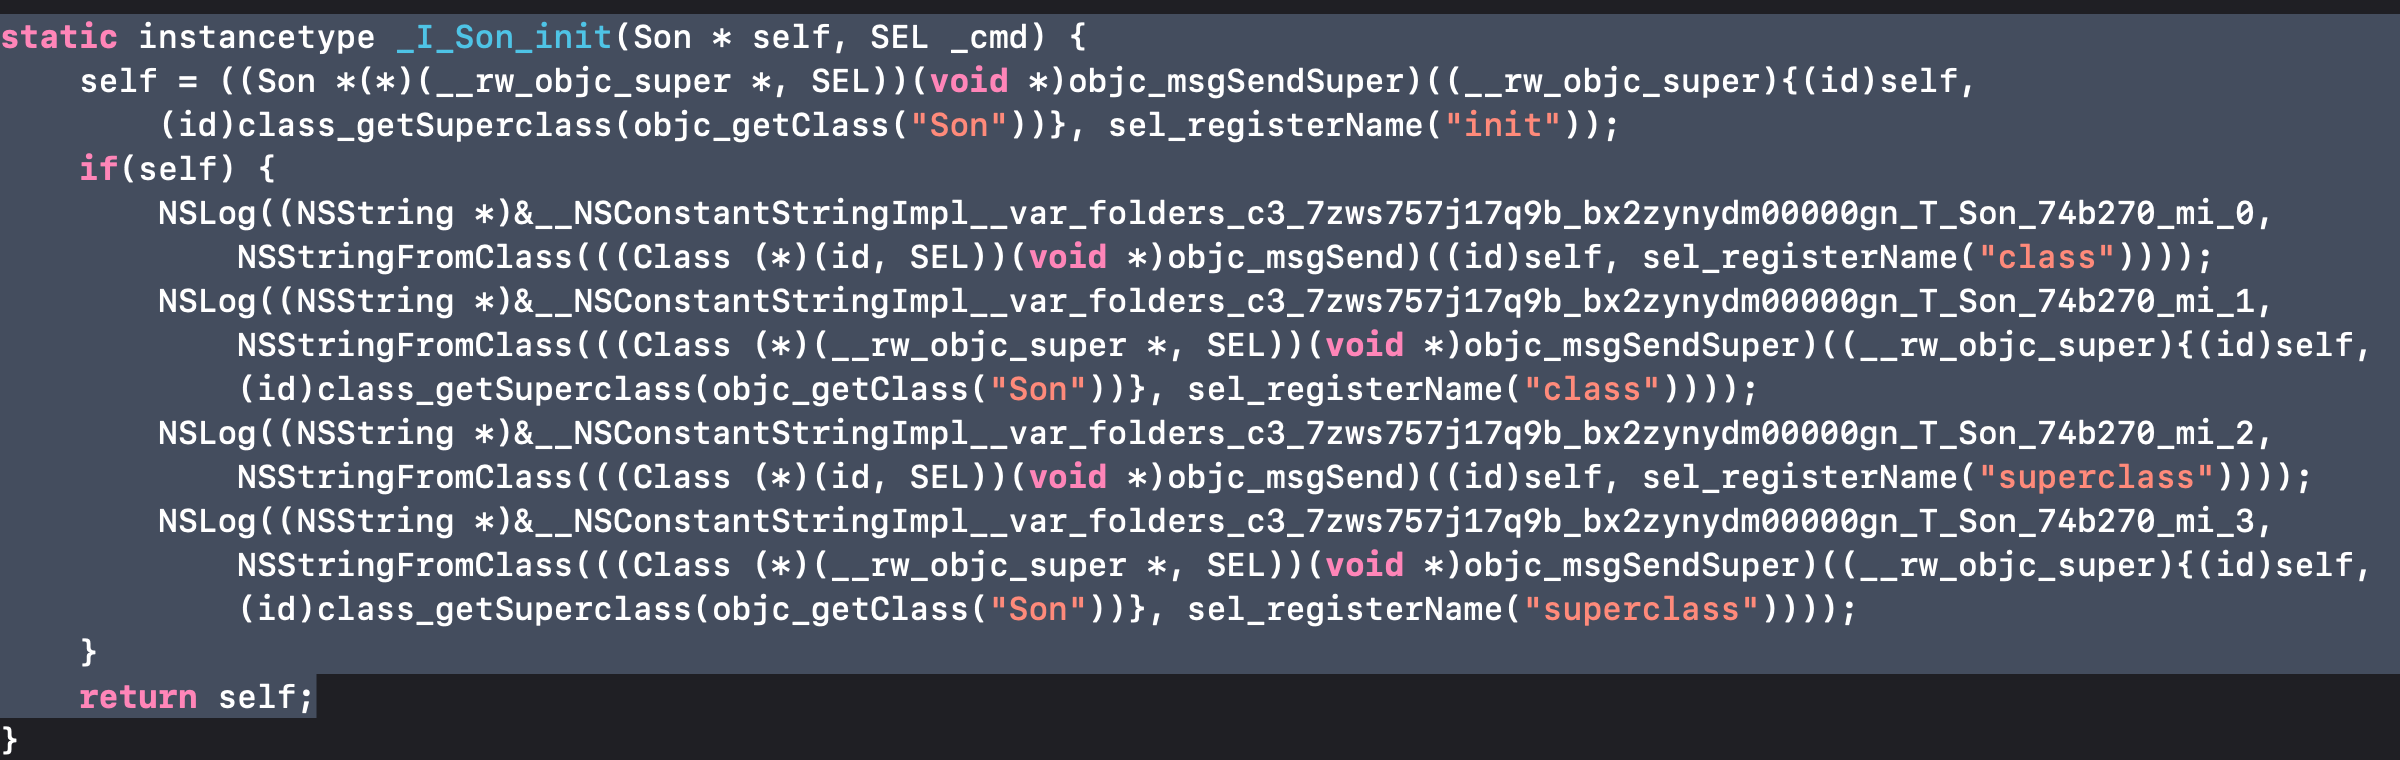 static instancetype _I_Son_init(Son * self, SEL _cmd) {
    self = ((Son *(*)(__rw_objc_super *, SEL))(void *)objc_msgSendSuper)((__rw_objc_super){(id)self,
        (id)class_getSuperclass(objc_getClass("Son"))}, sel_registerName("init"));
    if(self) {
        NSLog((NSString *)&__NSConstantStringImpl__var_folders_c3_7zws757j17q9b_bx2zynydm00000gn_T_Son_74b270_mi_0,
            NSStringFromClass(((Class (*)(id, SEL))(void *)objc_msgSend)((id)self, sel_registerName("class"))));
        NSLog((NSString *)&__NSConstantStringImpl__var_folders_c3_7zws757j17q9b_bx2zynydm00000gn_T_Son_74b270_mi_1,
            NSStringFromClass(((Class (*)(__rw_objc_super *, SEL))(void *)objc_msgSendSuper)((__rw_objc_super){(id)self,
            (id)class_getSuperclass(objc_getClass("Son"))}, sel_registerName("class"))));
        NSLog((NSString *)&__NSConstantStringImpl__var_folders_c3_7zws757j17q9b_bx2zynydm00000gn_T_Son_74b270_mi_2,
            NSStringFromClass(((Class (*)(id, SEL))(void *)objc_msgSend)((id)self, sel_registerName("superclass"))));
        NSLog((NSString *)&__NSConstantStringImpl__var_folders_c3_7zws757j17q9b_bx2zynydm00000gn_T_Son_74b270_mi_3,
            NSStringFromClass(((Class (*)(__rw_objc_super *, SEL))(void *)objc_msgSendSuper)((__rw_objc_super){(id)self,
            (id)class_getSuperclass(objc_getClass("Son"))}, sel_registerName("superclass"))));
    }
    return self;
}